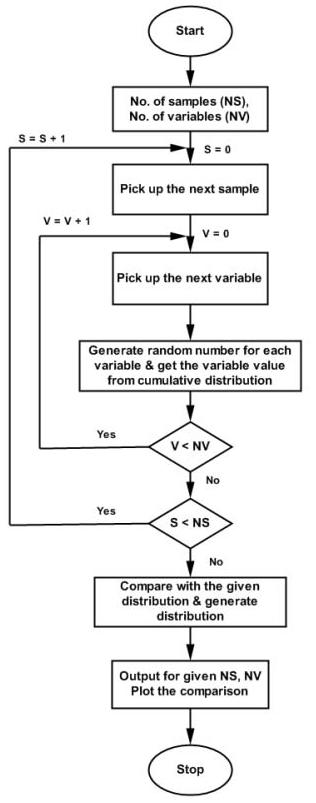 Start
No. of samples (NS),
No. of variables (NV)
S = S + 1
S = 0
Pick up the next sample
V = V + 1
V = 0
Pick up the next variable
Generate random number for each
variable & get the variable value
from cumulative distribution
V < NV
Yes
No
S < NS
Yes
No
Compare with the given
distribution & generate
distribution
Output for given NS, NV
Plot the comparison
Stop